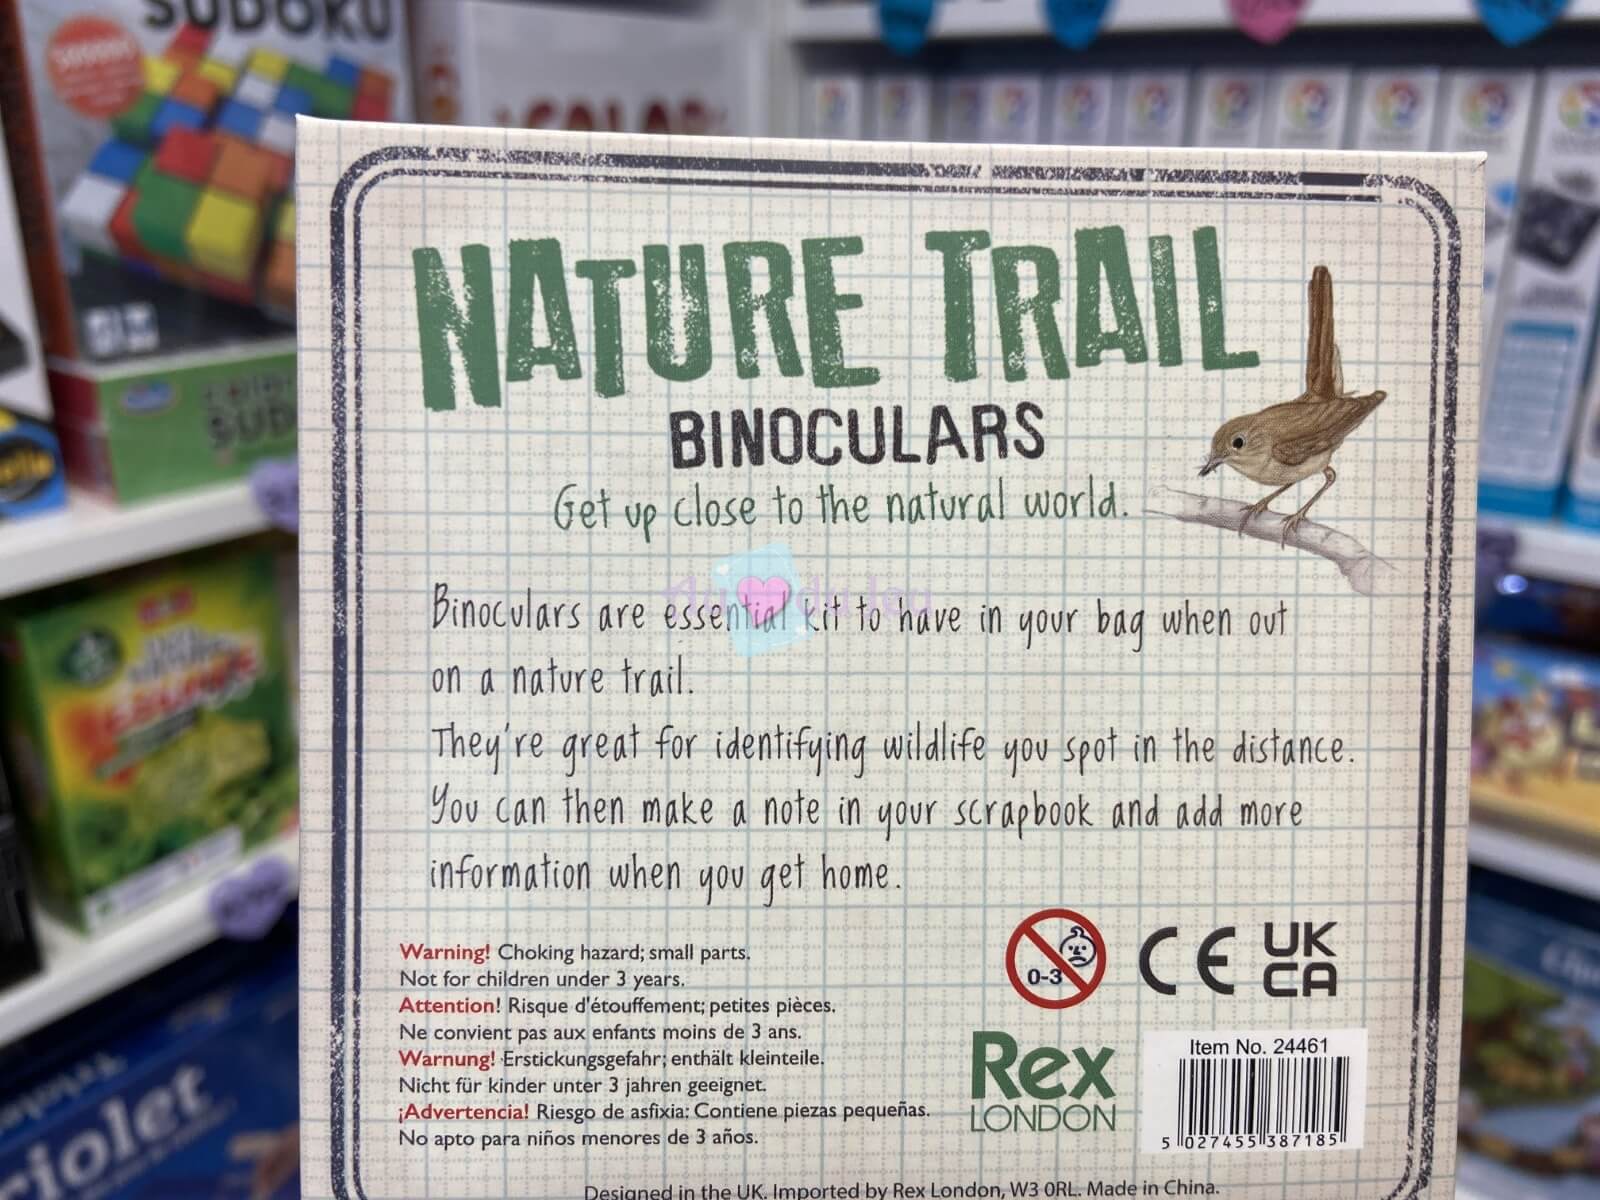 SUDOKU
NATURE TRAIL
BINOCULARS
Get up close to the natural world.
Binoculars are essential kit to have in your bag when out
on a nature trail.
They're great for identifying wildlife you spot in the distance.
You can then make a note in your scrapbook and add more
information when you get home.
Warning! Choking hazard; small parts.
Not for children under 3 years.
Attention! Risque d'étouffement; petites pièces.
Ne convient pas aux enfants moins de 3 ans.
Warnung! Erstickungsgefahr; enthält kleinteile.
Nicht für kinder unter 3 jahren geeignet.
¡Advertencia! Riesgo de asfixia: Contiene piezas pequeñas.
No apto para niños menores de 3 años.
0-3
CE
UK
CA
Rex
LONDON
Item No. 24461
5 027455 387185
Designed in the UK. Imported by Rex London, W3 0RL. Made in China.